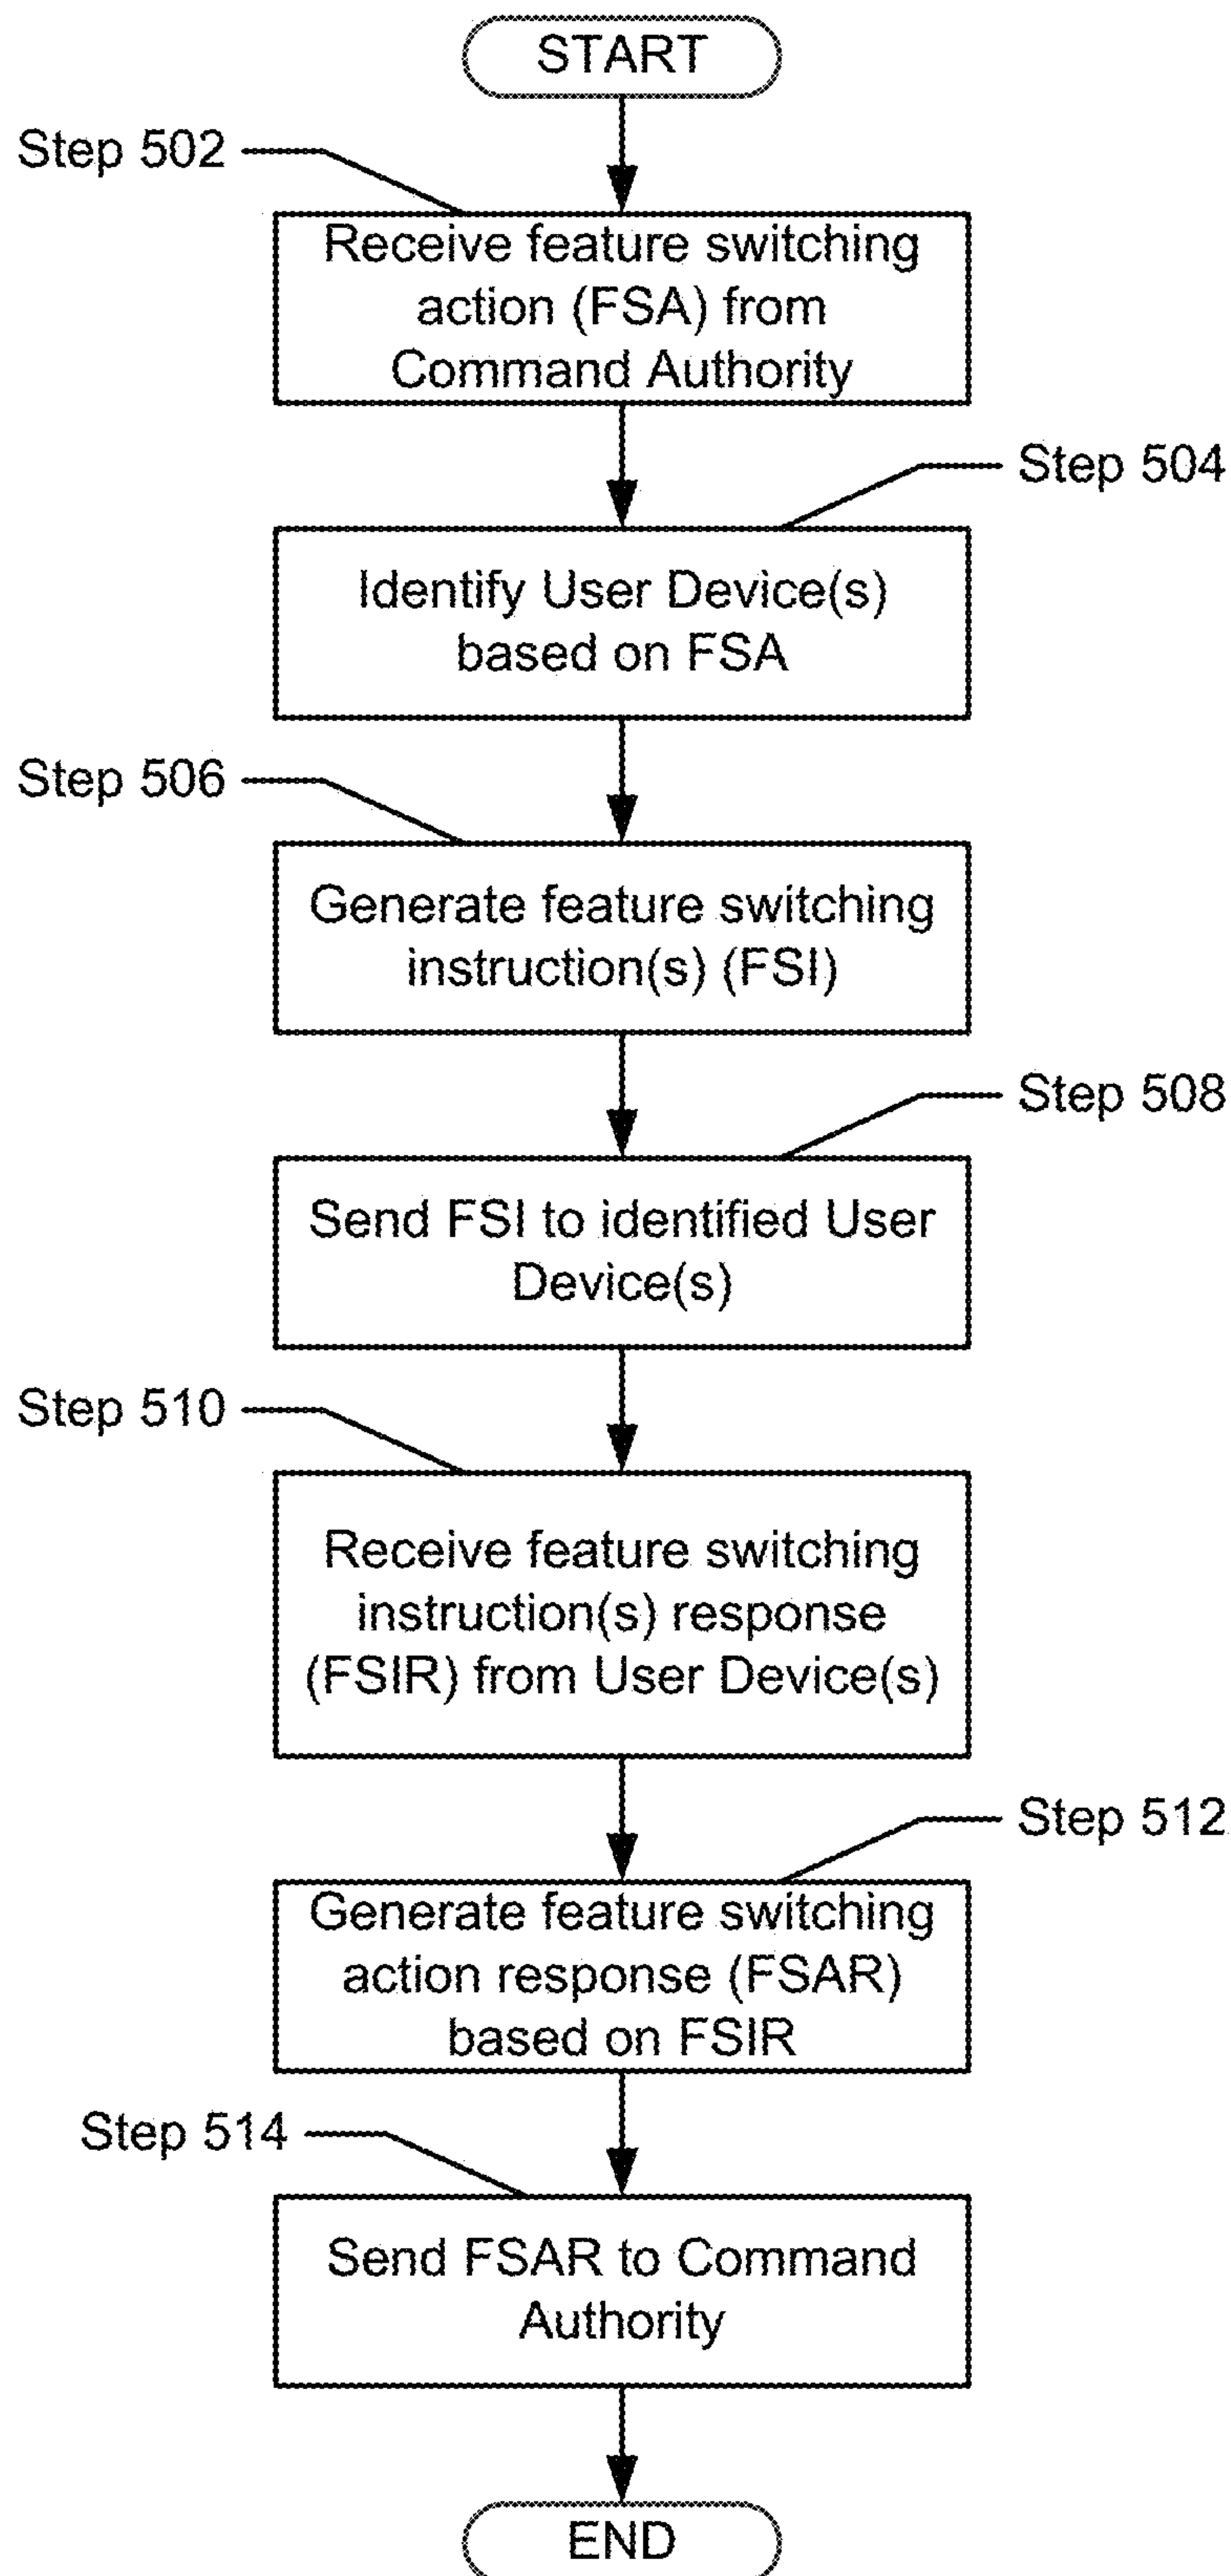 START
Step 502
Receive feature switching
action (FSA) from
Command Authority
Step 504
Identify User Device(s)
based on FSA
Step 506
Generate feature switching
instruction(s) (FSI)
Step 508
Send FSI to identified User
Device(s)
Step 510
Receive feature switching
instruction(s) response
(FSIR) from User Device(s)
Step 512
Generate feature switching
action response (FSAR)
based on FSIR
Step 514
Send FSAR to Command
Authority
END